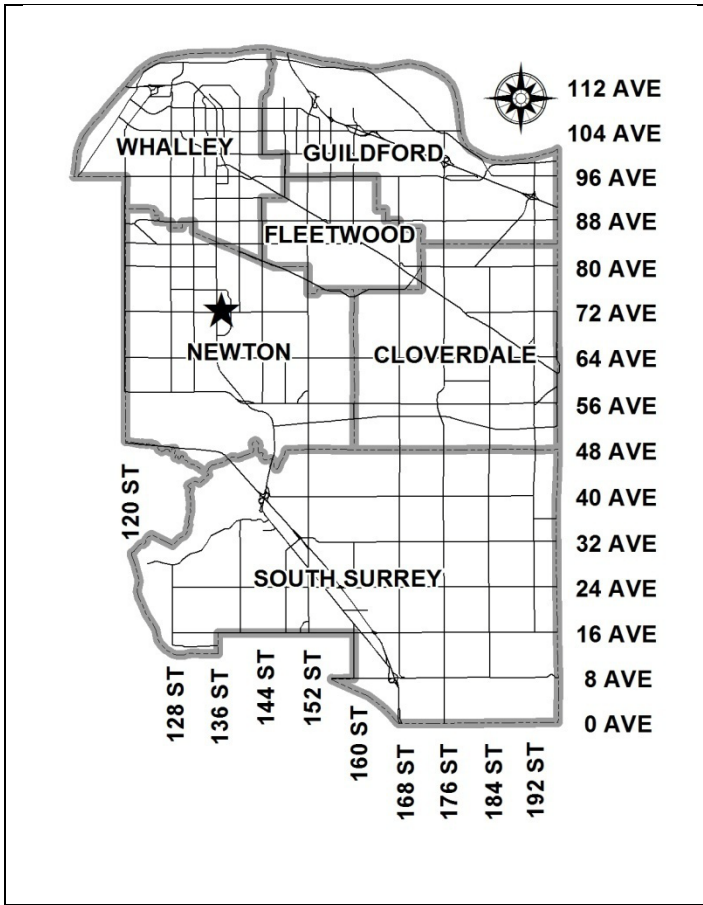 112 AVE
104 AVE
WHALLEY
GUILDFORD
96 AVE
88 AVE
FLEETWOOD
80 AVE
72 AVE
NEWTON
CLOVERDALE
64 AVE
56 AVE
48 AVE
120 ST
40 AVE
32 AVE
SOUTH SURREY
24 AVE
16 AVE
8 AVE
0 AVE
128 ST
136 ST
144 ST
152 ST
160 ST
168 ST
176 ST
184 ST
192 ST